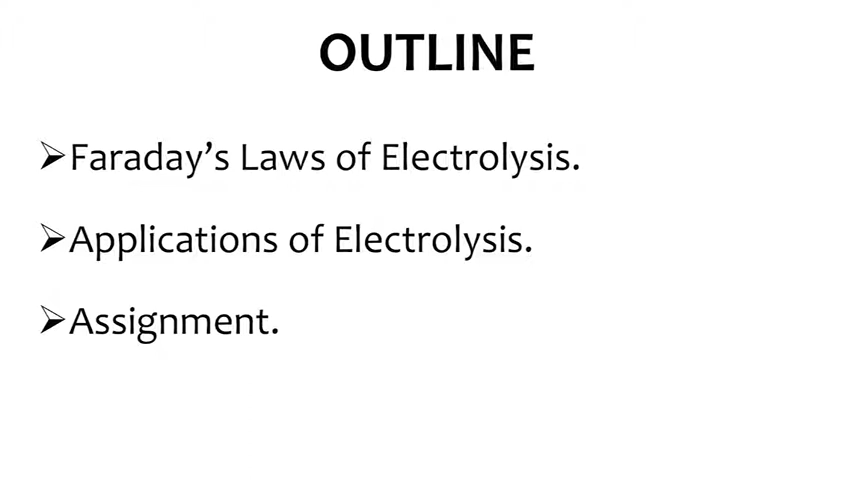 OUTLINE
➢Faraday’s Laws of Electrolysis.
➢Applications of Electrolysis.
➢Assignment.